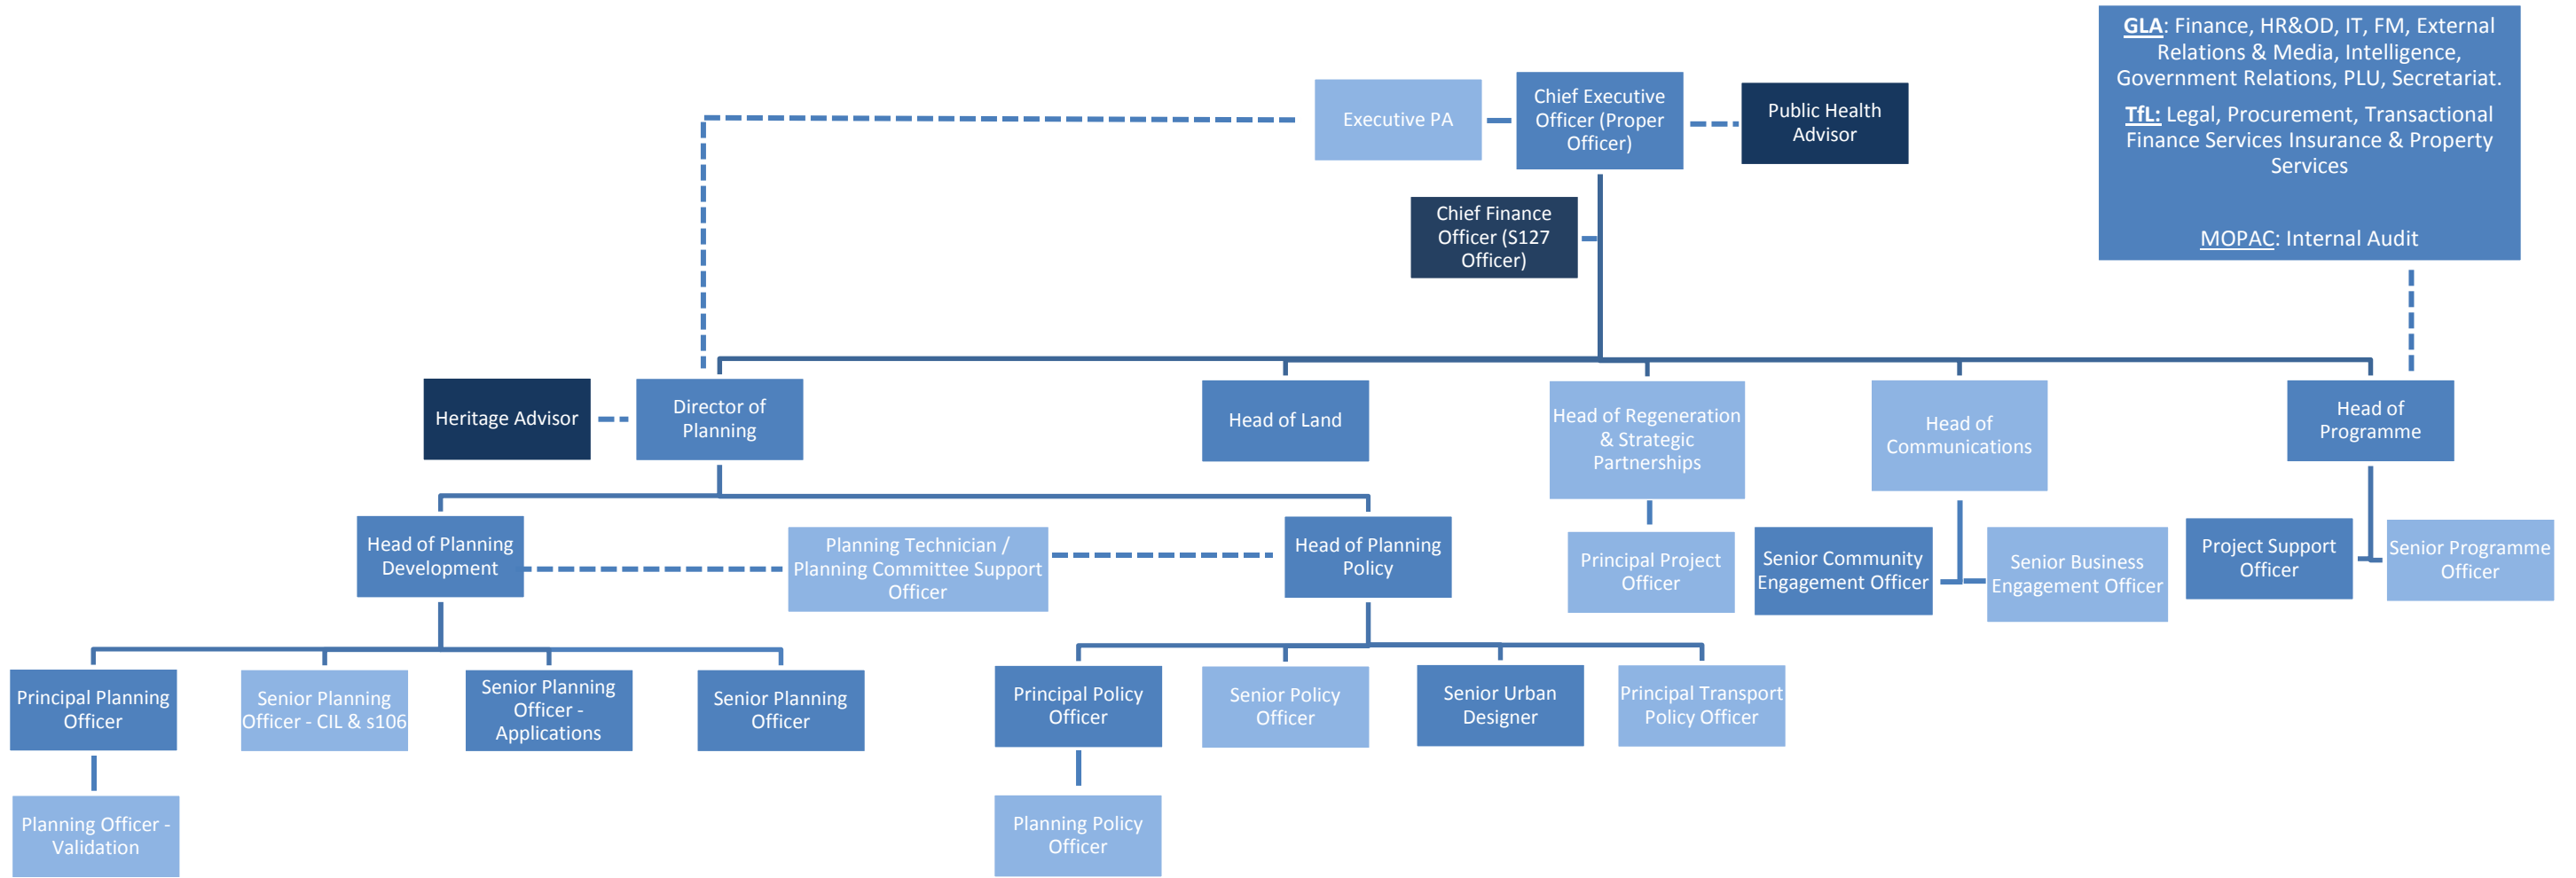 GLA: Finance, HR&OD, IT, FM, External
Relations & Media, Intelligence,
Government Relations, PLU, Secretariat.
TfL: Legal, Procurement, Transactional
Finance Services Insurance & Property
Services
MOPAC: Internal Audit
Executive PA
Chief Executive
Officer (Proper
Officer)
Public Health
Advisor
Chief Finance
Officer (S127
Officer)
Heritage Advisor
Director of
Planning
Head of Land
Head of Regeneration
& Strategic
Partnerships
Head of
Communications
Head of
Programme
Head of Planning
Development
Planning Technician /
Planning Committee Support
Officer
Head of Planning
Policy
Principal Project
Officer
Senior Community
Engagement Officer
Senior Business
Engagement Officer
Project Support
Officer
Senior Programme
Officer
Principal Planning
Officer
Senior Planning
Officer - CIL & s106
Senior Planning
Officer -
Applications
Senior Planning
Officer
Principal Policy
Officer
Senior Policy
Officer
Senior Urban
Designer
Principal Transport
Policy Officer
Planning Officer -
Validation
Planning Policy
Officer